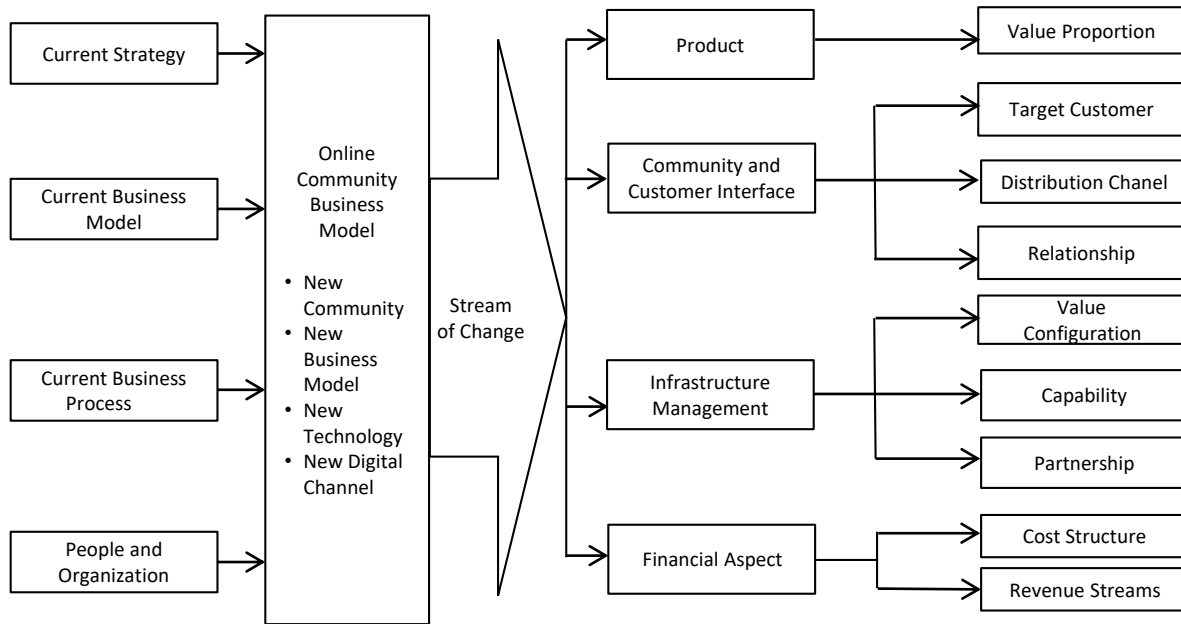 Current Strategy
Current Business
Model
Current Business
Process
People and
Organization
Online
Community
Business
Model
• New
Community
• New
Business
Model
• New
Technology
• New Digital
Channel
Stream
of Change
Product
Community and
Customer Interface
Infrastructure
Management
Financial Aspect
Value Proportion
Target Customer
Distribution Chanel
Relationship
Value
Configuration
Capability
Partnership
Cost Structure
Revenue Streams